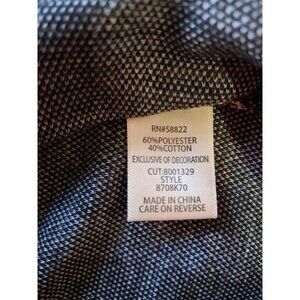 RN#58822
60%POLYESTER
40%COTTON
EXCLUSIVE OF DECORATION
CUT:8001329
STYLE
8708K70
MADE IN CHINA
CARE ON REVERSE